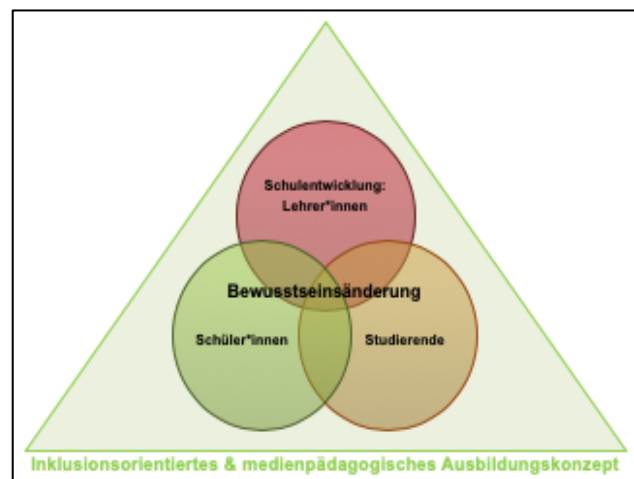 Schulentwicklung:
Lehrer*innen
Bewusstseinsänderung
Schüler*innen Studierende
Inklusionsorientiertes & medienpädagogisches Ausbildungskonzept